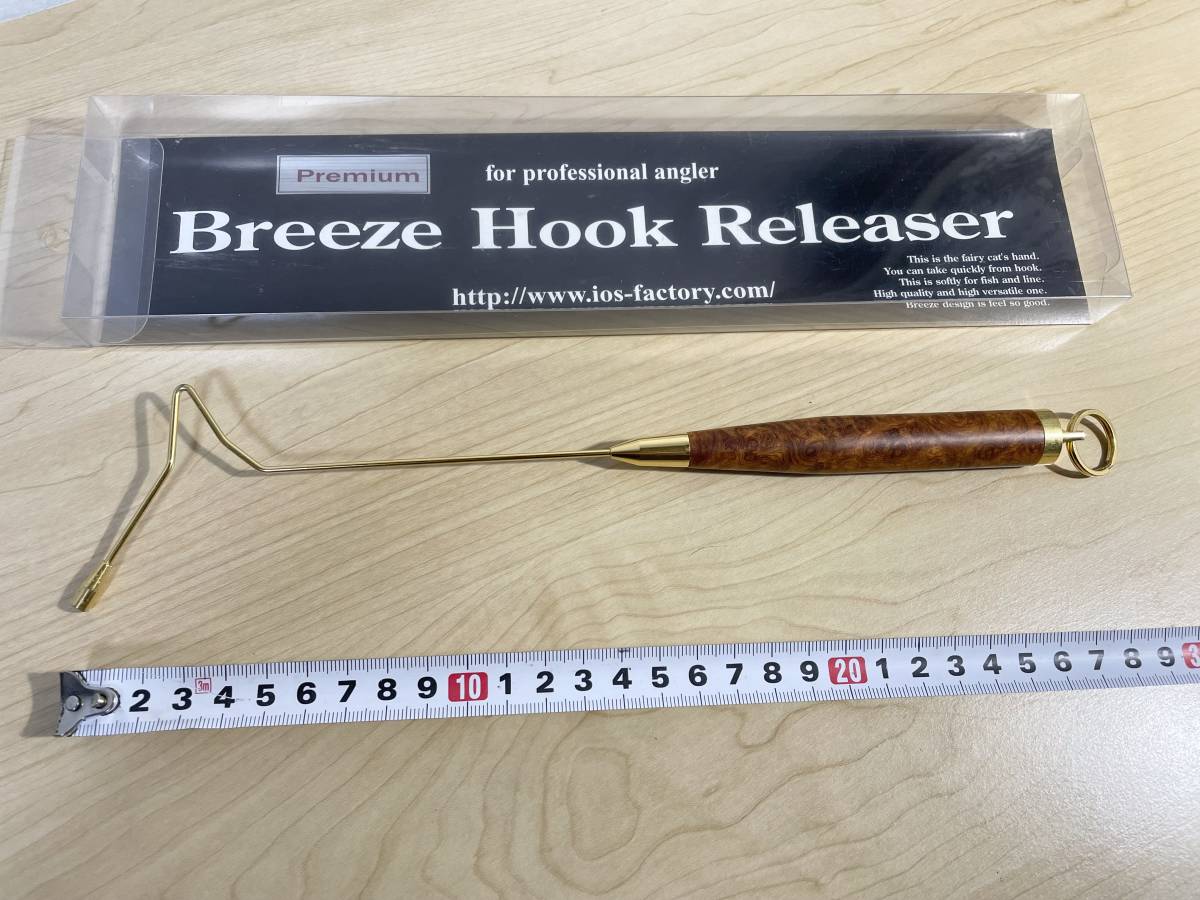 Premium
for professional angler
Breeze Hook Releaser
This is the fairy cat's hand.
You can take quickly from hook.
This is softly for fish and line.
High quality and high versatile one.
Breeze design is feel so good.
http://www.ios-factory.com/
2 3 3m 4 5 6 7 8 9 10 1 2 3 4 5 6 7 8 9 20 1 2 3 4 5 6 7 8 9 3